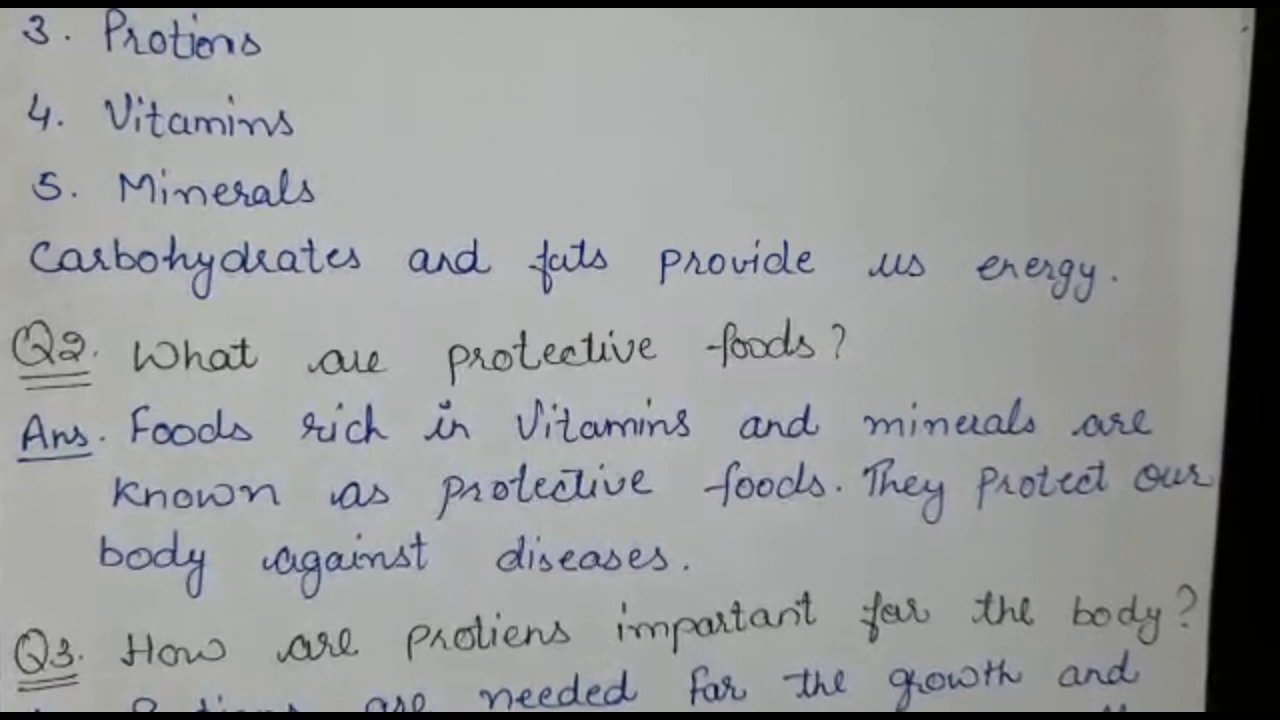 3. Protiens
4. Vitamins
5. Minerals
Carbohydrates and fats provide us energy.
Q2. What are protective foods?
Ans. Foods rich in Vitamins and minerals are
known as protective foods. They protect our
body against diseases.
Q3. How are protiens important for the body?
are needed for the growth and